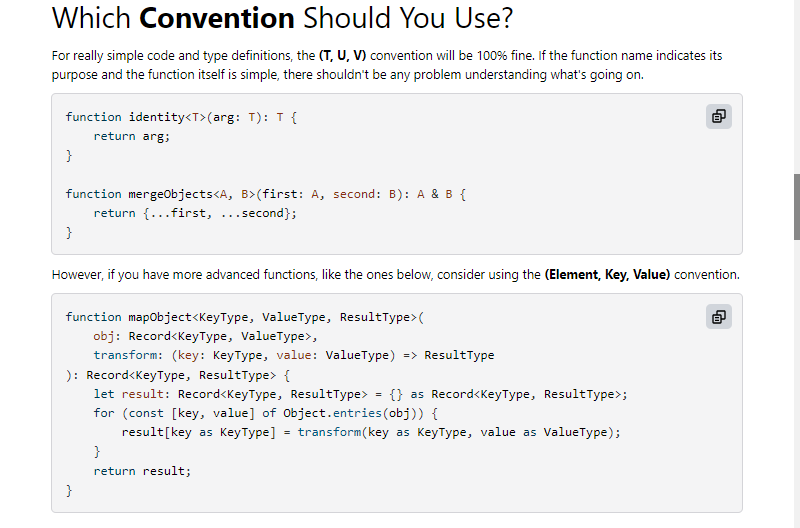 Which Convention Should You Use?
For really simple code and type definitions, the (T, U, V) convention will be 100% fine. If the function name indicates its
purpose and the function itself is simple, there shouldn't be any problem understanding what's going on.
function identity<T>(arg: T): T {
    return arg;
}
function mergeObjects<A, B>(first: A, second: B): A & B {
    return {...first, ...second};
}
However, if you have more advanced functions, like the ones below, consider using the (Element, Key, Value) convention.
function mapObject<KeyType, ValueType, ResultType>(
    obj: Record<KeyType, ValueType>,
    transform: (key: KeyType, value: ValueType) => ResultType
): Record<KeyType, ResultType> {
    let result: Record<KeyType, ResultType> = {} as Record<KeyType, ResultType>;
    for (const [key, value] of Object.entries(obj)) {
        result[key as KeyType] = transform(key as KeyType, value as ValueType);
    }
    return result;
}